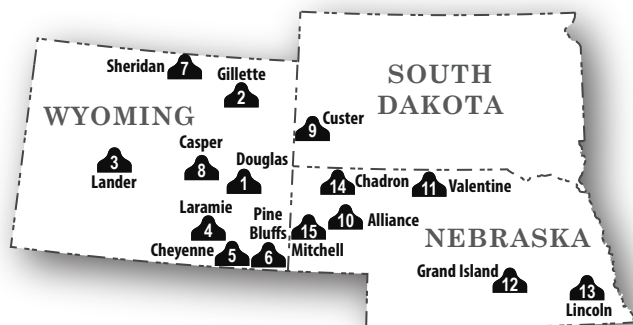 Sheridan
7
Gillette
2
SOUTH
DAKOTA
WYOMING
9
Custer
3
Lander
Casper
8
Douglas
1
14
Chadron
11
Valentine
Laramie
4
Pine
Bluffs
10
Alliance
15
Mitchell
Cheyenne
5
6
NEBRASKA
Grand Island
12
13
Lincoln